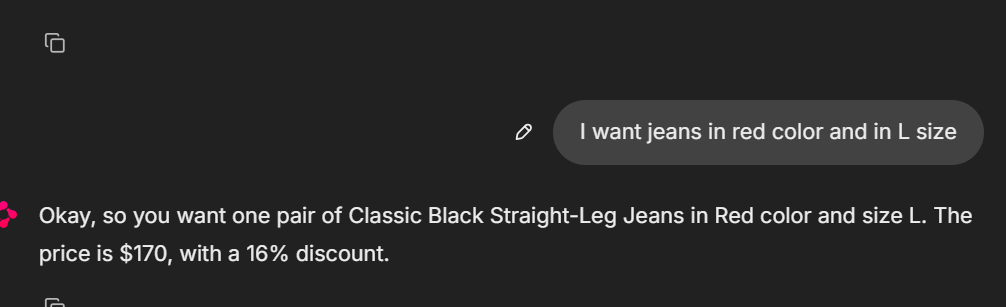 I want jeans in red color and in L size
Okay, so you want one pair of Classic Black Straight-Leg Jeans in Red color and size L. The
price is $170, with a 16% discount.